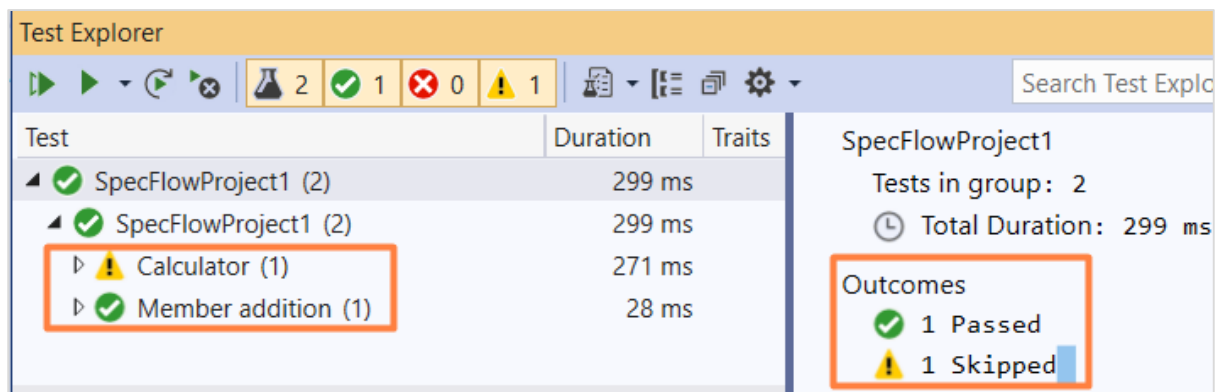 Test Explorer
2 1 0 1
Search Test Explo
Test Duration Traits
SpecFlowProject1 (2) 299 ms
SpecFlowProject1 (2) 299 ms
Calculator (1) 271 ms
Member addition (1) 28 ms
SpecFlowProject1
Tests in group: 2
Total Duration: 299 ms
Outcomes
1 Passed
1 Skipped